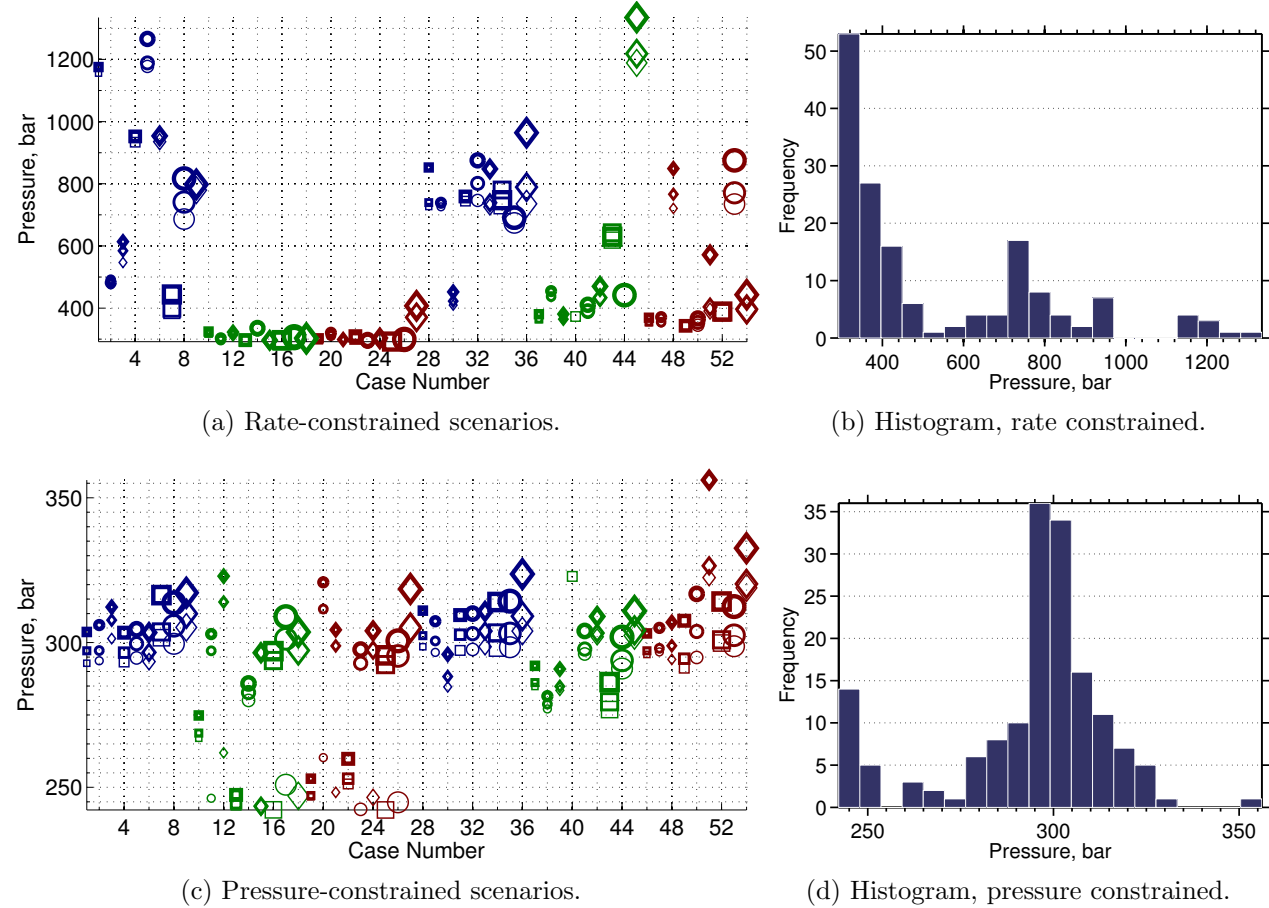 1200
1000
800
600
400
Pressure, bar
4 8 12 16 20 24 28 32 36 40 44 48 52
Case Number
(a) Rate-constrained scenarios.
50
40
30
20
10
0
Frequency
400 600 800 1000 1200
Pressure, bar
(b) Histogram, rate constrained.
350
300
250
Pressure, bar
4 8 12 16 20 24 28 32 36 40 44 48 52
Case Number
(c) Pressure-constrained scenarios.
35
30
25
20
15
10
5
0
Frequency
250 300 350
Pressure, bar
(d) Histogram, pressure constrained.